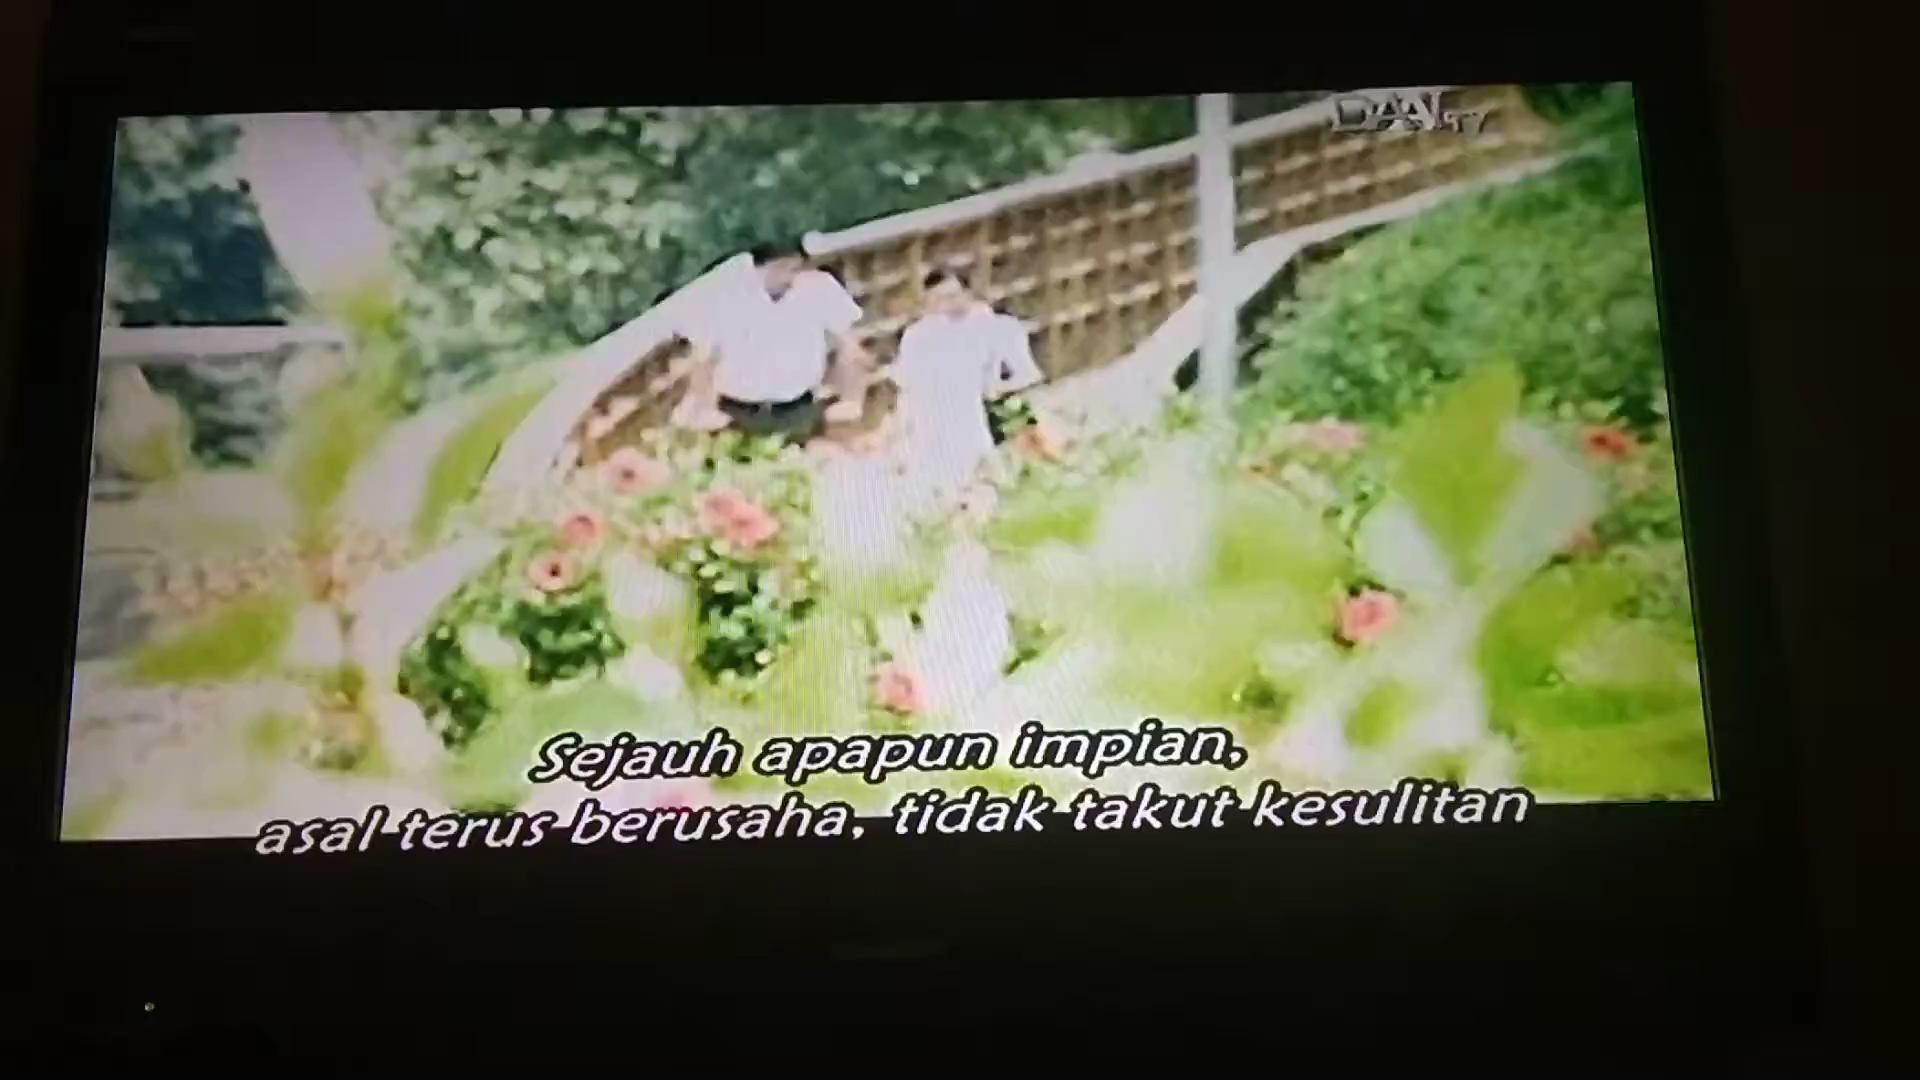 DAAI TV
Sejauh apapun impian,
asal terus berusaha, tidak takut kesulitan